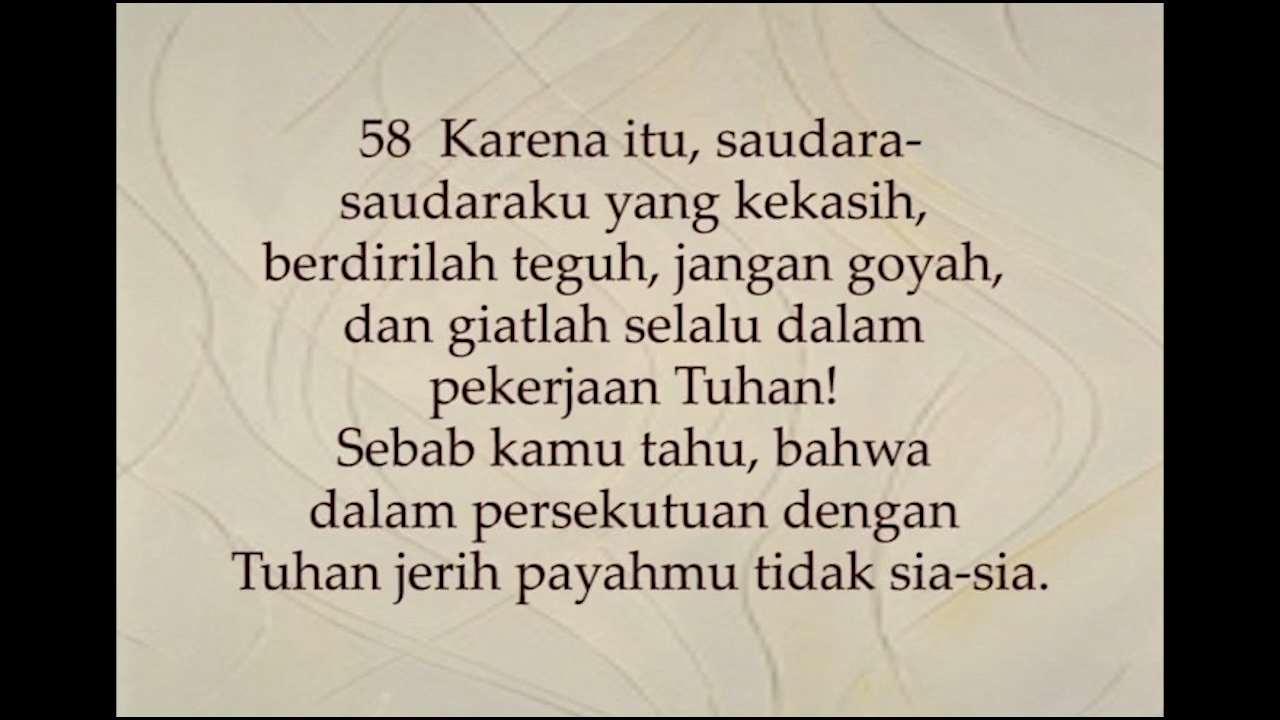 58  Karena itu, saudara-
saudaraku yang kekasih,
berdirilah teguh, jangan goyah,
dan giatlah selalu dalam
pekerjaan Tuhan!
Sebab kamu tahu, bahwa
dalam persekutuan dengan
Tuhan jerih payahmu tidak sia-sia.